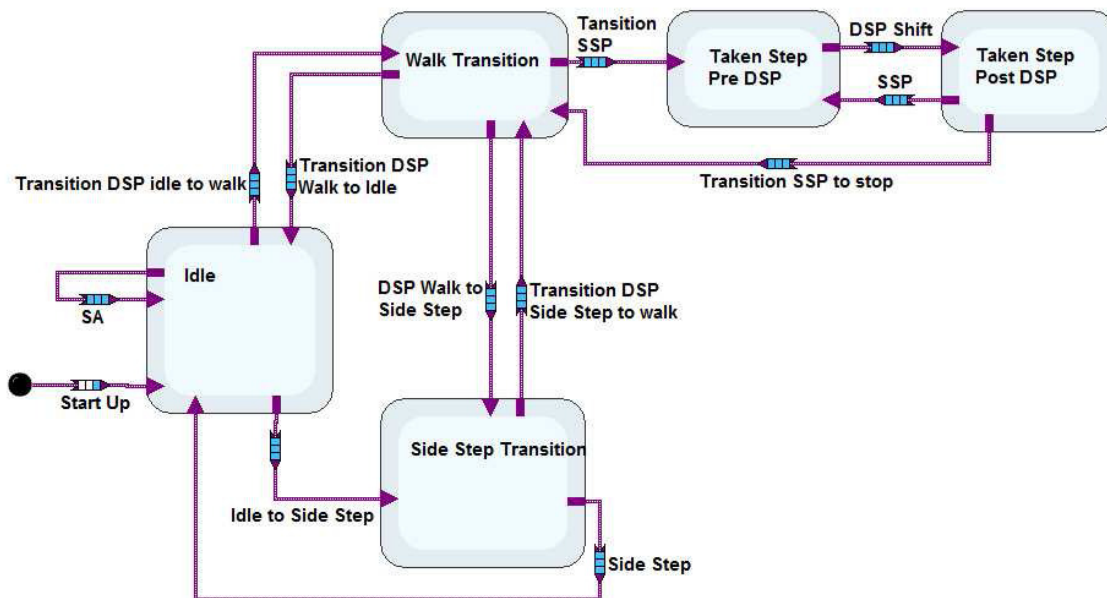 Tansition
SSP
DSP Shift
Walk Transition
Taken Step
Pre DSP
Taken Step
Post DSP
SSP
Transition DSP idle to walk
Transition DSP
Walk to Idle
Transition SSP to stop
Idle
SA
DSP Walk to
Side Step
Transition DSP
Side Step to walk
Start Up
Side Step Transition
Idle to Side Step
Side Step